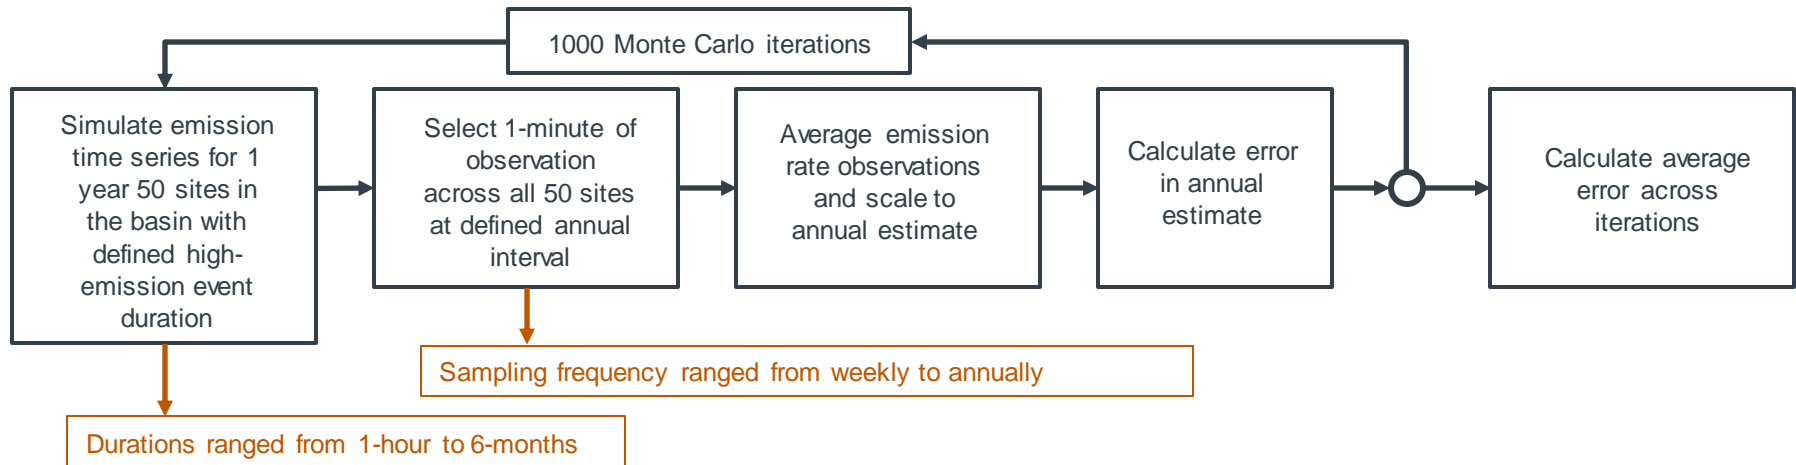 1000 Monte Carlo iterations
Simulate emission
time series for 1
year 50 sites in
the basin with
defined high-
emission event
duration
Select 1-minute of
observation
across all 50 sites
at defined annual
interval
Average emission
rate observations
and scale to
annual estimate
Calculate error
in annual
estimate
Calculate average
error across
iterations
Sampling frequency ranged from weekly to annually
Durations ranged from 1-hour to 6-months